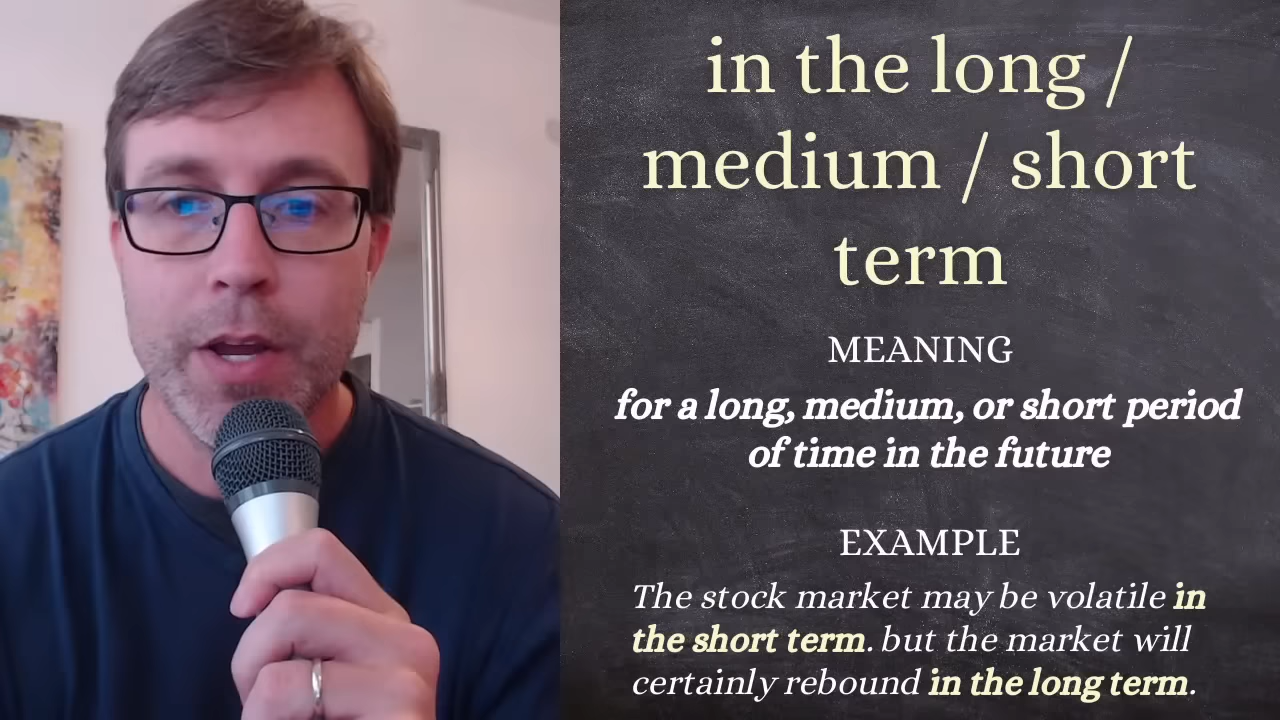 in the long /
medium / short
term
MEANING
for a long, medium, or short period
of time in the future
EXAMPLE
The stock market may be volatile in
the short term. but the market will
certainly rebound in the long term.